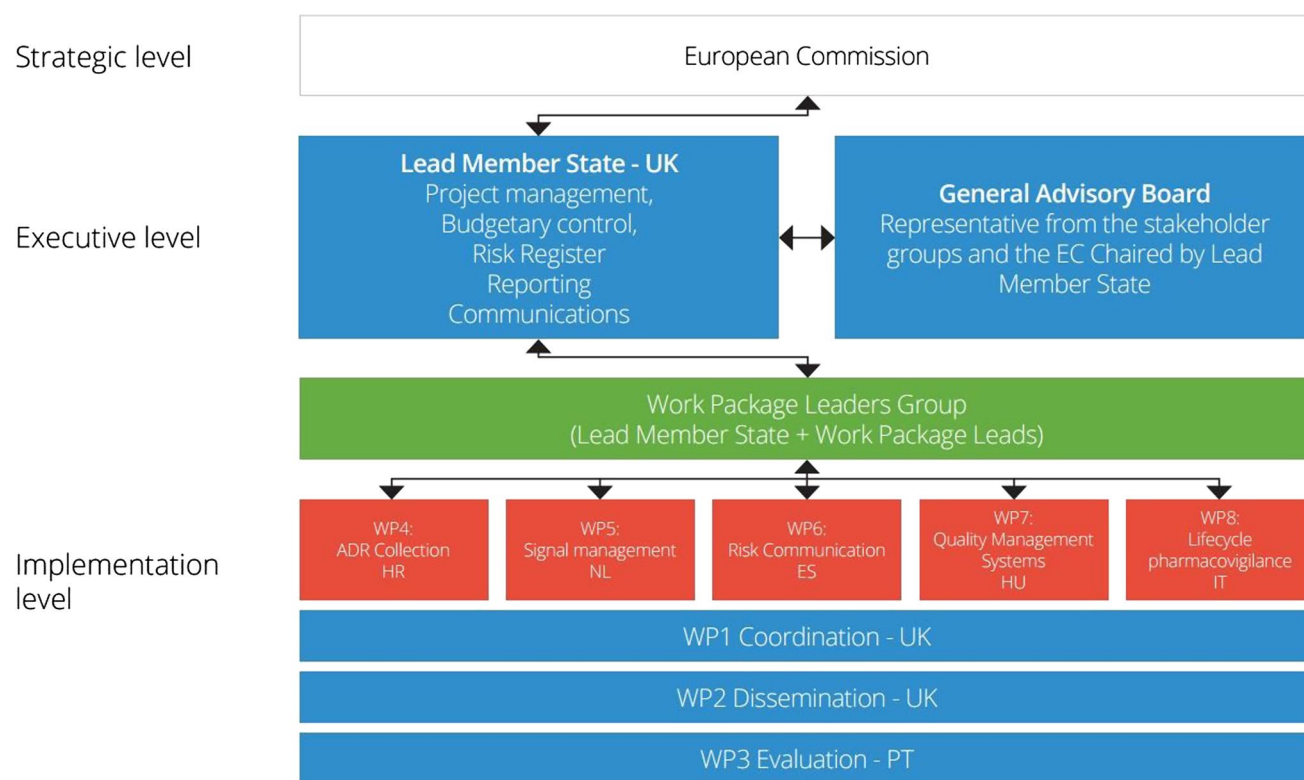 Strategic level
European Commission
Executive level
Lead Member State - UK
Project management,
Budgetary control,
Risk Register
Reporting
Communications
General Advisory Board
Representative from the stakeholder
groups and the EC Chaired by Lead
Member State
Work Package Leaders Group
(Lead Member State + Work Package Leads)
Implementation
level
WP4:
ADR Collection
HR
WP5:
Signal management
NL
WP6:
Risk Communication
ES
WP7:
Quality Management
Systems
HU
WP8:
Lifecycle
pharmacovigilance
IT
WP1 Coordination - UK
WP2 Dissemination - UK
WP3 Evaluation - PT